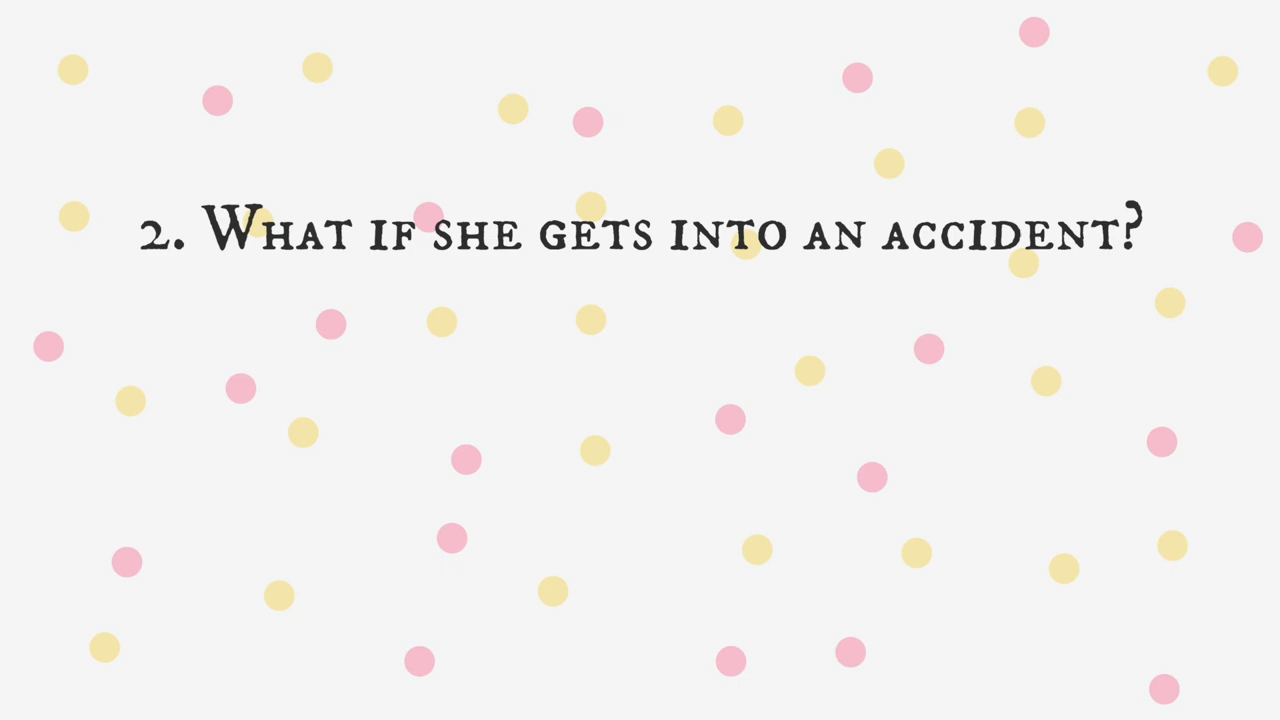 2. What if she gets into an accident?